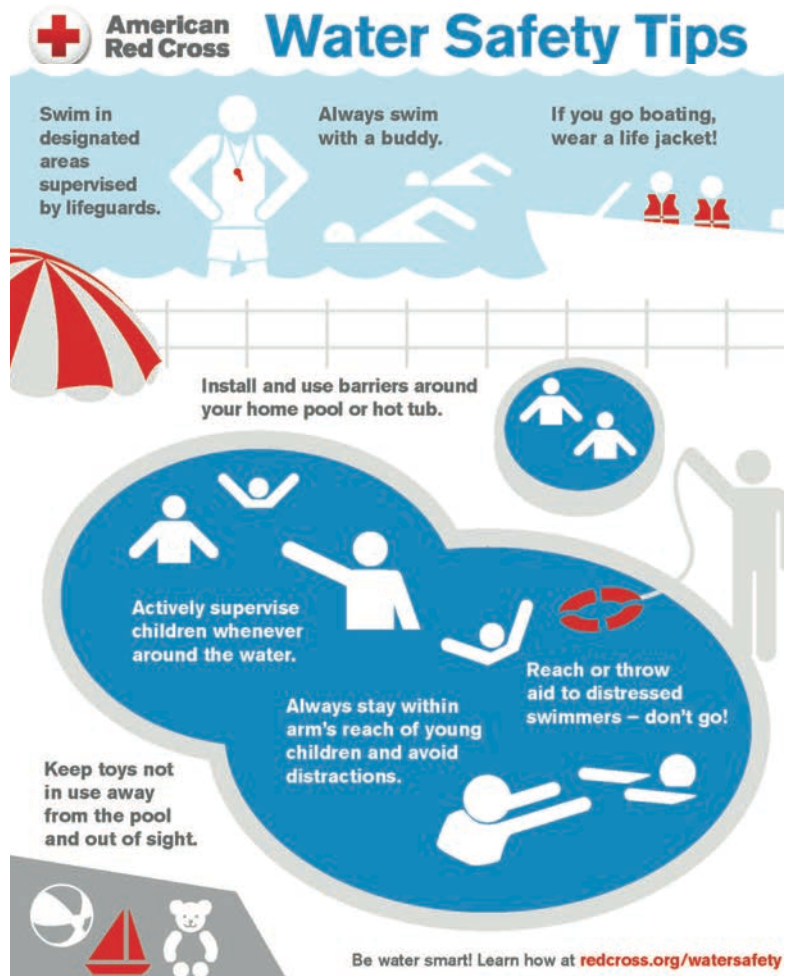 American
Red Cross
Water Safety Tips
Swim in
designated
areas
supervised
by lifeguards.
Always swim
with a buddy.
If you go boating,
wear a life jacket!
Install and use barriers around
your home pool or hot tub.
Actively supervise
children whenever
around the water.
Reach or throw
aid to distressed
swimmers – don't go!
Always stay within
arm's reach of young
children and avoid
distractions.
Keep toys not
in use away
from the pool
and out of sight.
Be water smart! Learn how at redcross.org/watersafety